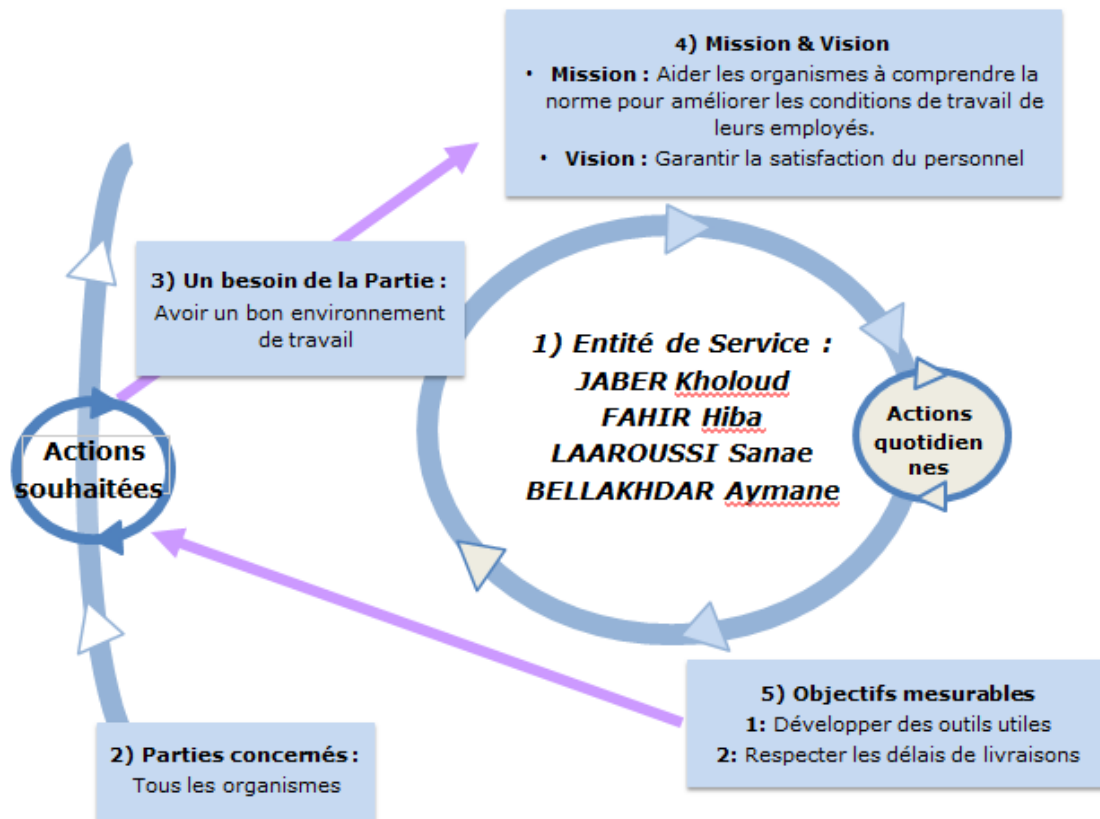 4) Mission & Vision
• Mission : Aider les organismes à comprendre la
norme pour améliorer les conditions de travail de
leurs employés.
• Vision : Garantir la satisfaction du personnel
3) Un besoin de la Partie :
Avoir un bon environnement
de travail
1) Entité de Service :
JABER Kholoud
FAHIR Hiba
LAAROUSSI Sanae
BELLAKHDAR Aymane
Actions
quotidien
nes
Actions
souhaitées
5) Objectifs mesurables
1: Développer des outils utiles
2: Respecter les délais de livraisons
2) Parties concernés :
Tous les organismes